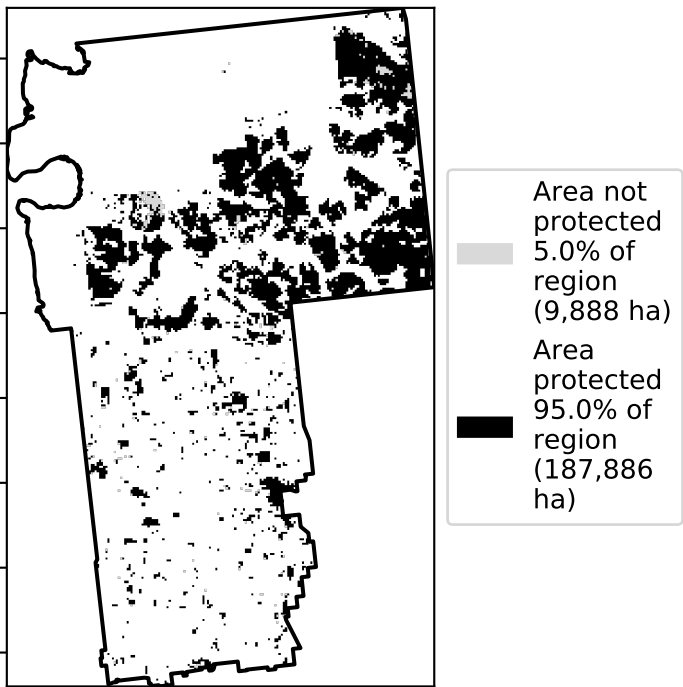 Area not
protected
5.0% of
region
(9,888 ha)
Area
protected
95.0% of
region
(187,886
ha)